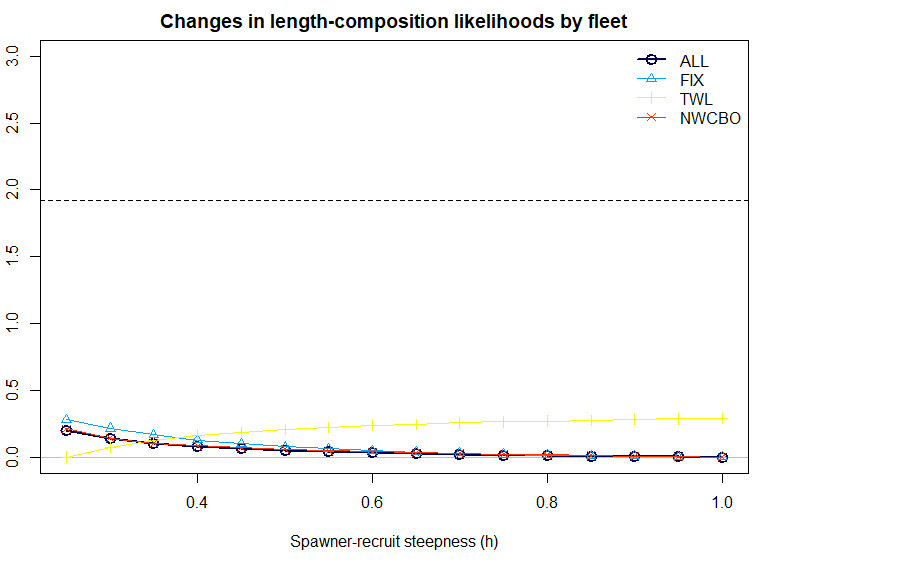 Changes in length-composition likelihoods by fleet
ALL
FIX
TWL
NWCBO
3.0
2.5
2.0
1.5
1.0
0.5
0.0
0.4 0.6 0.8 1.0
Spawner-recruit steepness (h)